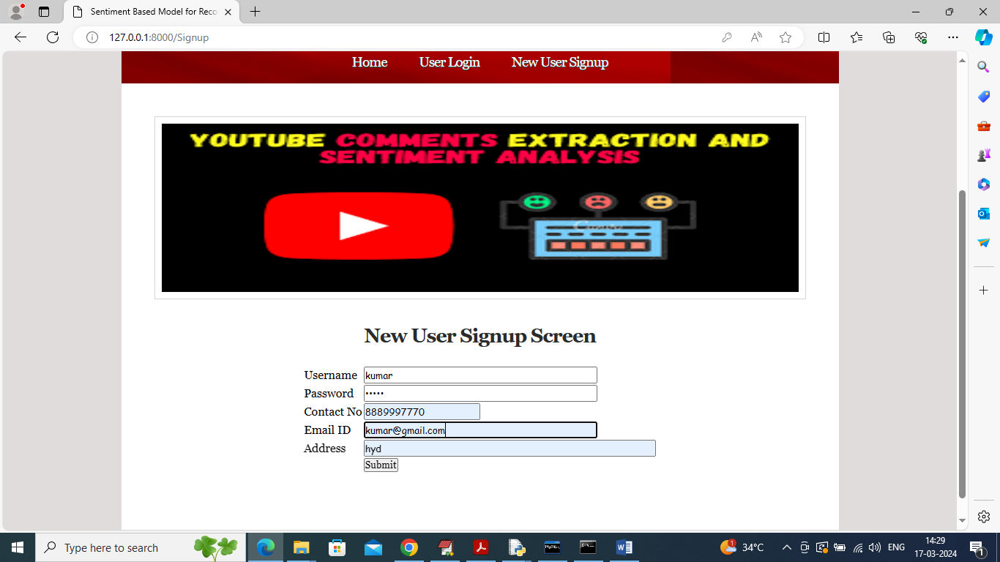 Sentiment Based Model for Reco
127.0.0.1:8000/Signup
Home User Login New User Signup
YOUTUBE COMMENTS EXTRACTION AND
SENTIMENT ANALYSIS
New User Signup Screen
Username kumar
Password •••••
Contact No 8889997770
Email ID kumar@gmail.com
Address hyd
Submit
Type here to search
34°C
ENG
14:29
17-03-2024
1